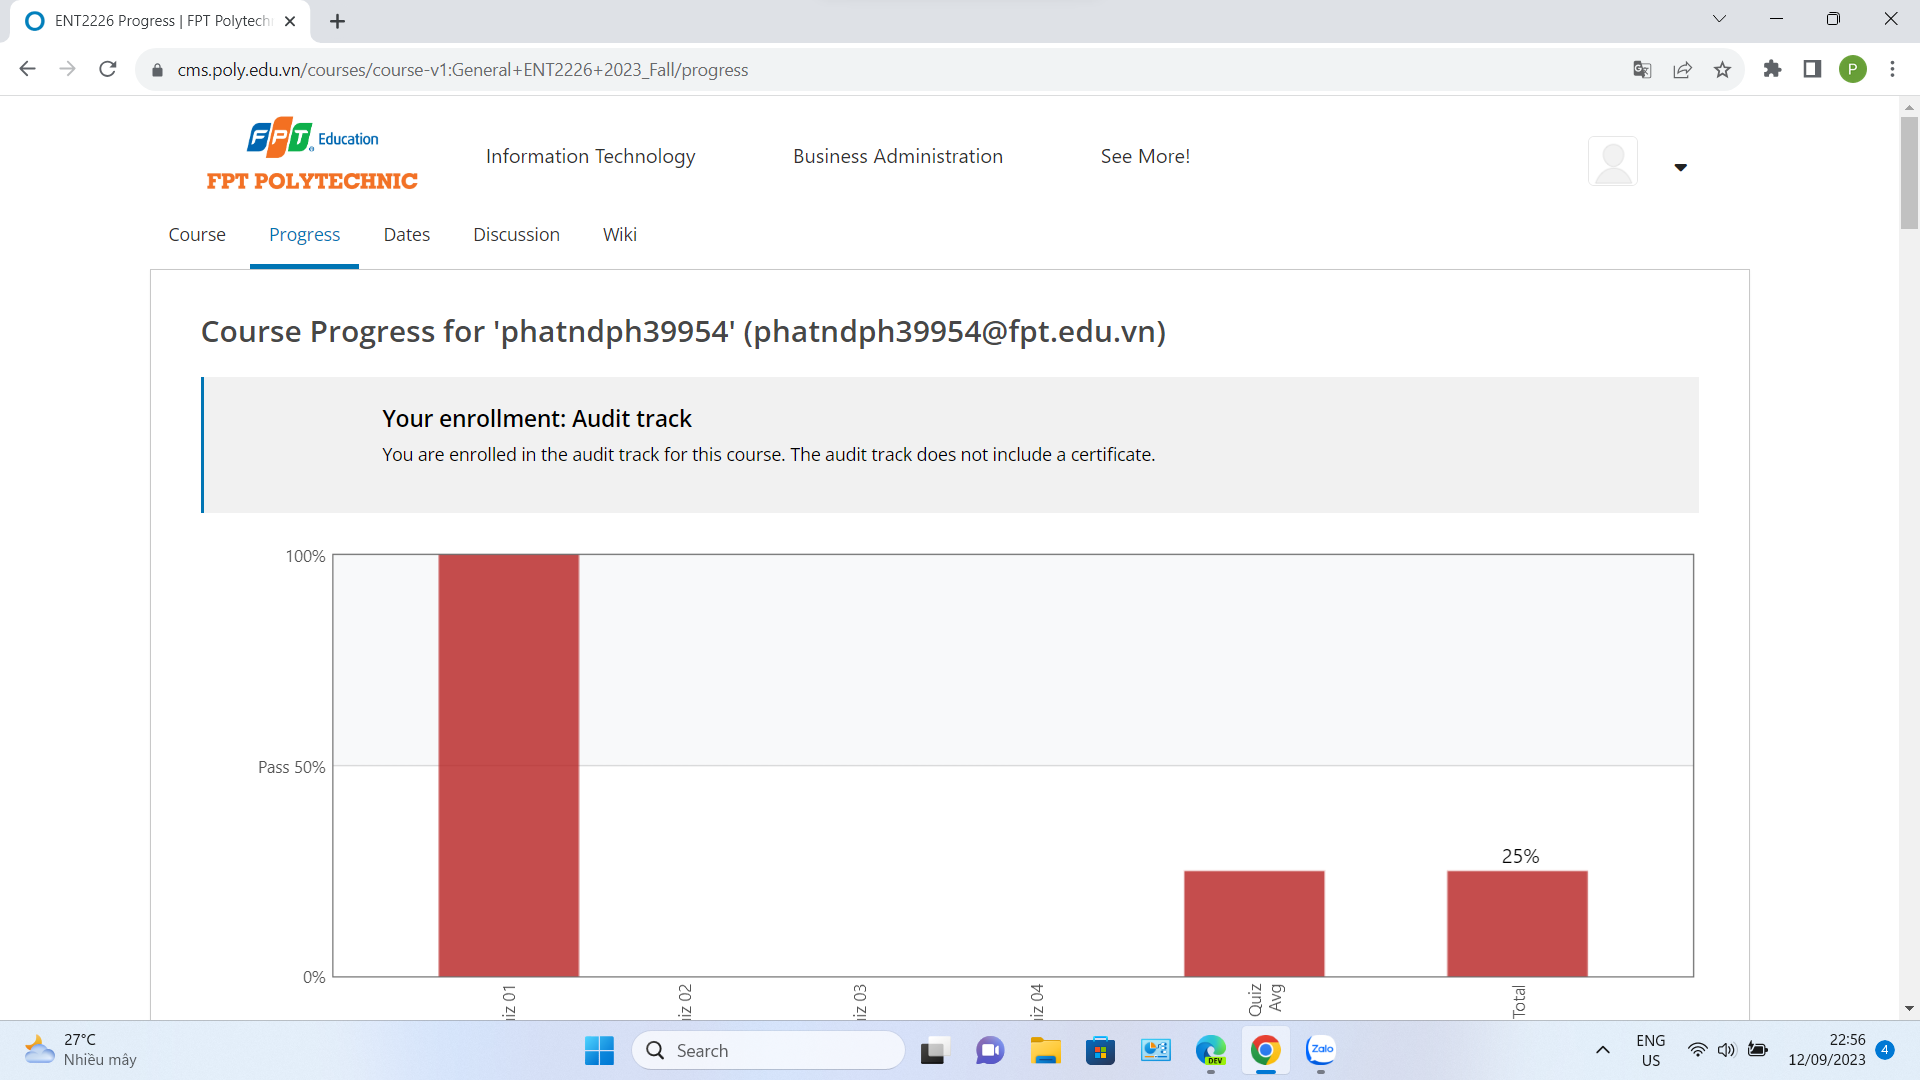 ENT2226 Progress | FPT Polytech
cms.poly.edu.vn/courses/course-v1:General+ENT2226+2023_Fall/progress
P
FPT Education
FPT POLYTECHNIC
Information Technology
Business Administration
See More!
Course
Progress
Dates
Discussion
Wiki
Course Progress for 'phatndph39954' (phatndph39954@fpt.edu.vn)
Your enrollment: Audit track
You are enrolled in the audit track for this course. The audit track does not include a certificate.
100%
Pass 50%
0%
25%
iz 01
iz 02
iz 03
iz 04
Quiz
Avg
Total
27°C
Nhiều mây
Search
DEV
Zalo
ENG
US
22:56
12/09/2023
4